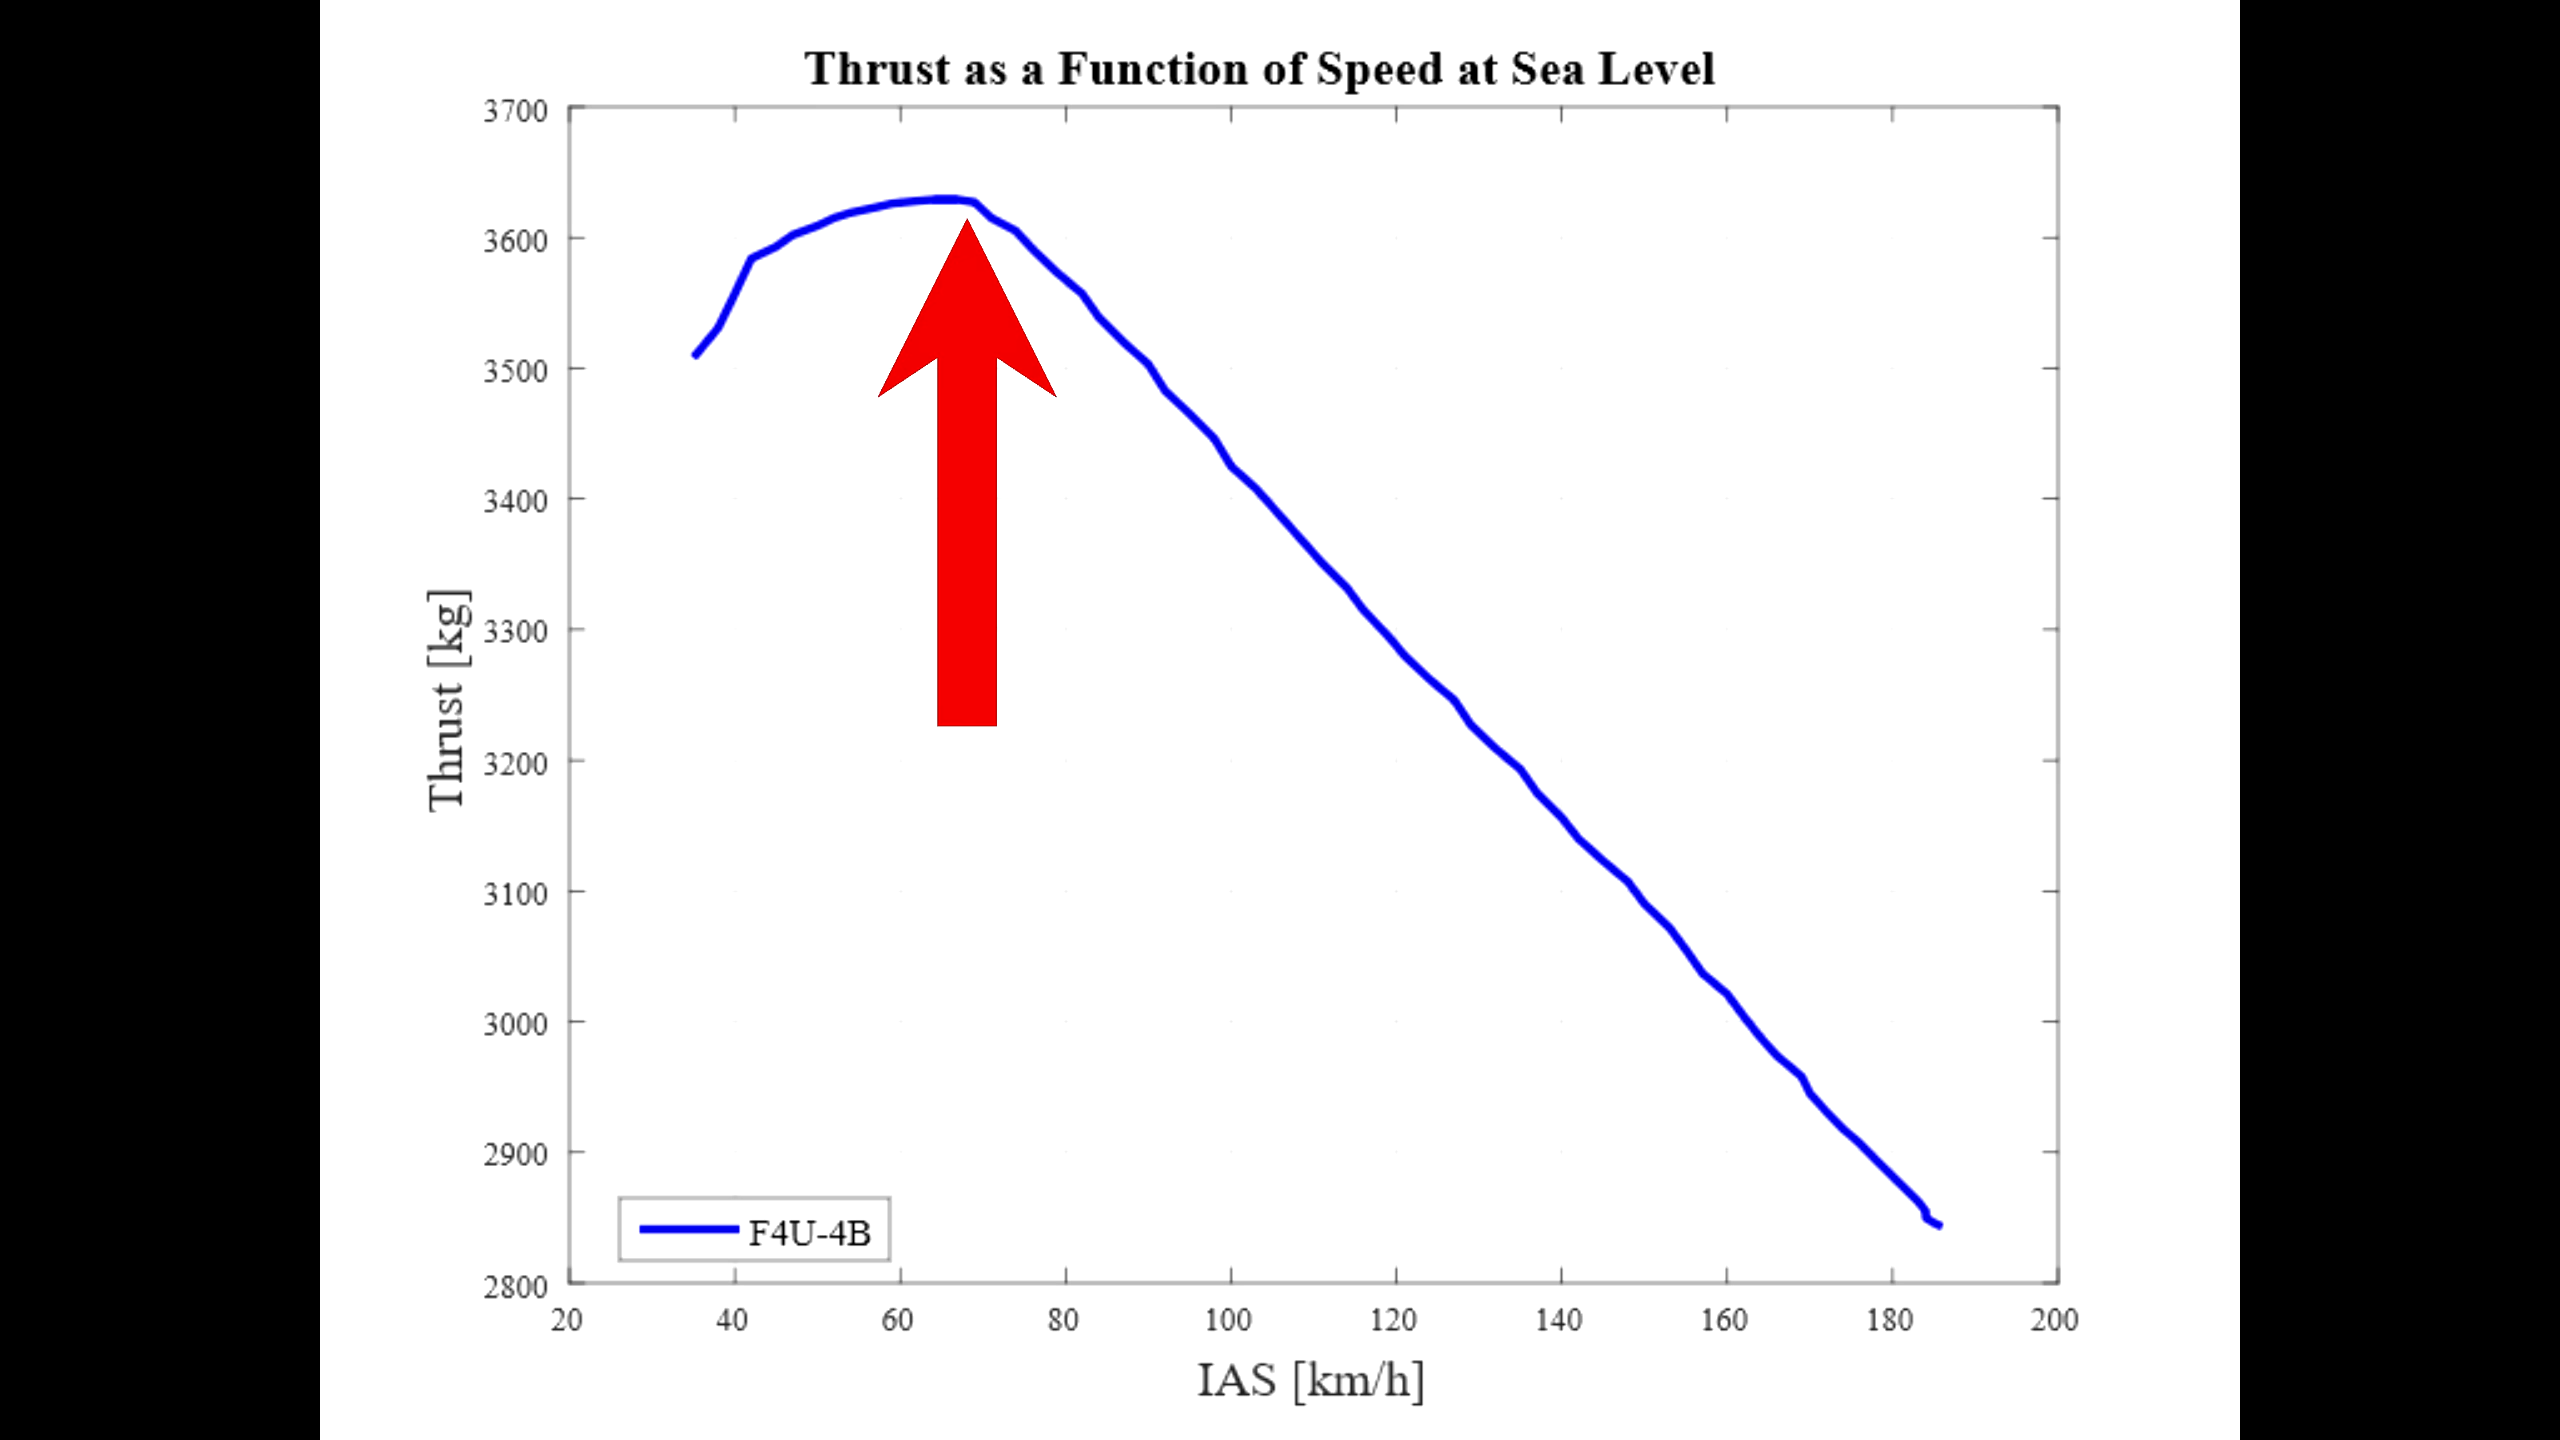 Thrust as a Function of Speed at Sea Level
3700
3600
3500
3400
3300
3200
3100
3000
2900
2800
Thrust [kg]
F4U-4B
20 40 60 80 100 120 140 160 180 200
IAS [km/h]